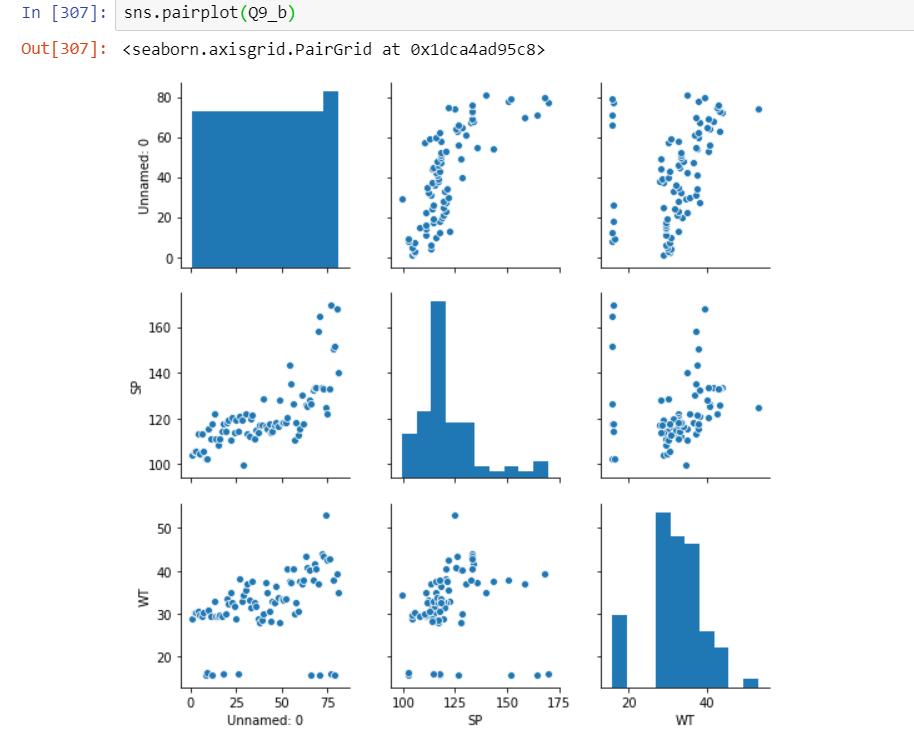 In [307]: sns.pairplot(Q9_b)
Out[307]: <seaborn.axisgrid.PairGrid at 0x1dca4ad95c8>
80
60
40
20
0
Unnamed: 0
160
140
120
100
SP
50
40
30
20
WT
0 25 50 75
100 125 150 175
20 40
Unnamed: 0
SP
WT